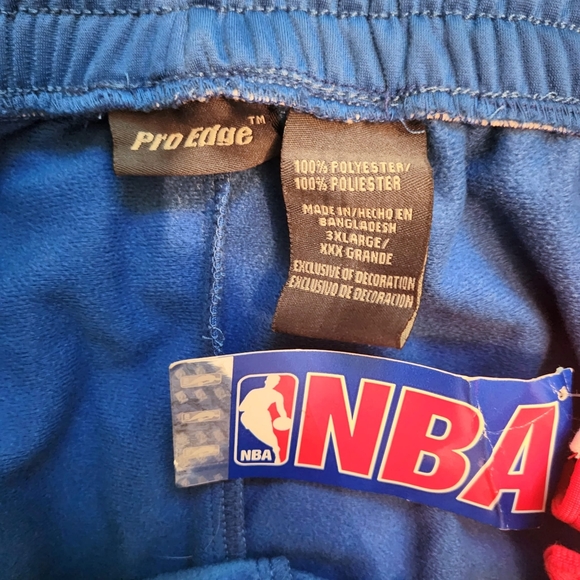 Pro Edge™
100% POLYESTER/
100% POLIESTER
MADE IN/HECHO EN
BANGLADESH
3XLARGE/
XXX GRANDE
EXCLUSIVE OF DECORATION
EXCLUSIVO DE DECORACION
NBA
NBA